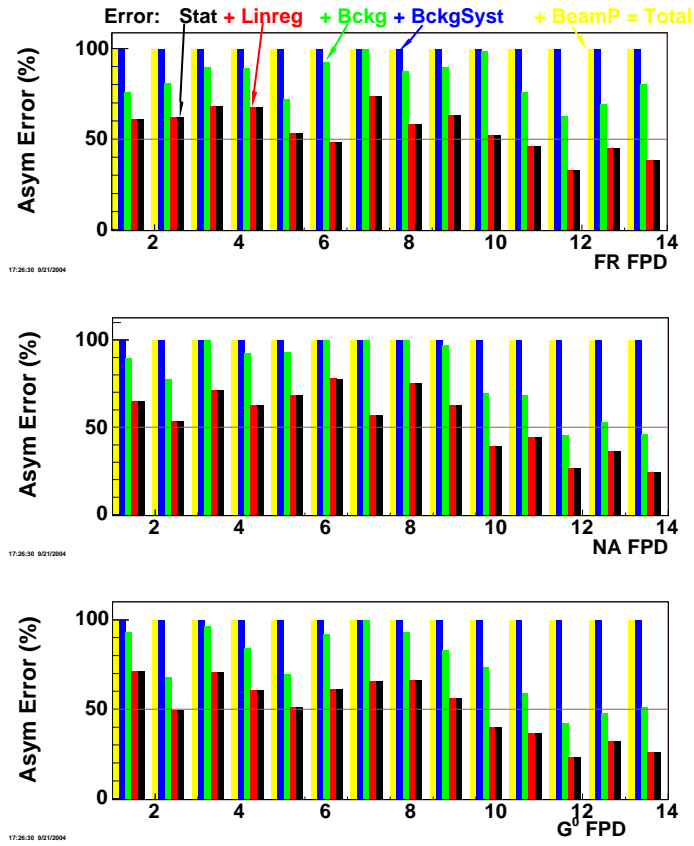 Error: Stat + Linreg + Bckg + BckgSyst + BeamP = Total
Asym Error (%)
100
50
0
2 4 6 8 10 12 14
FR FPD
17:26:30 9/21/2004
Asym Error (%)
100
50
0
2 4 6 8 10 12 14
NA FPD
17:26:30 9/21/2004
Asym Error (%)
100
50
0
2 4 6 8 10 12 14
G⁰ FPD
17:26:30 9/21/2004